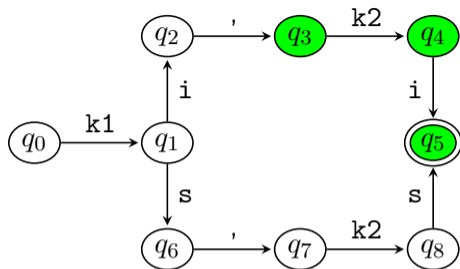 q2 , q3 k2 q4
i i
q0 k1 q1 q5
s s
q6 , q7 k2 q8